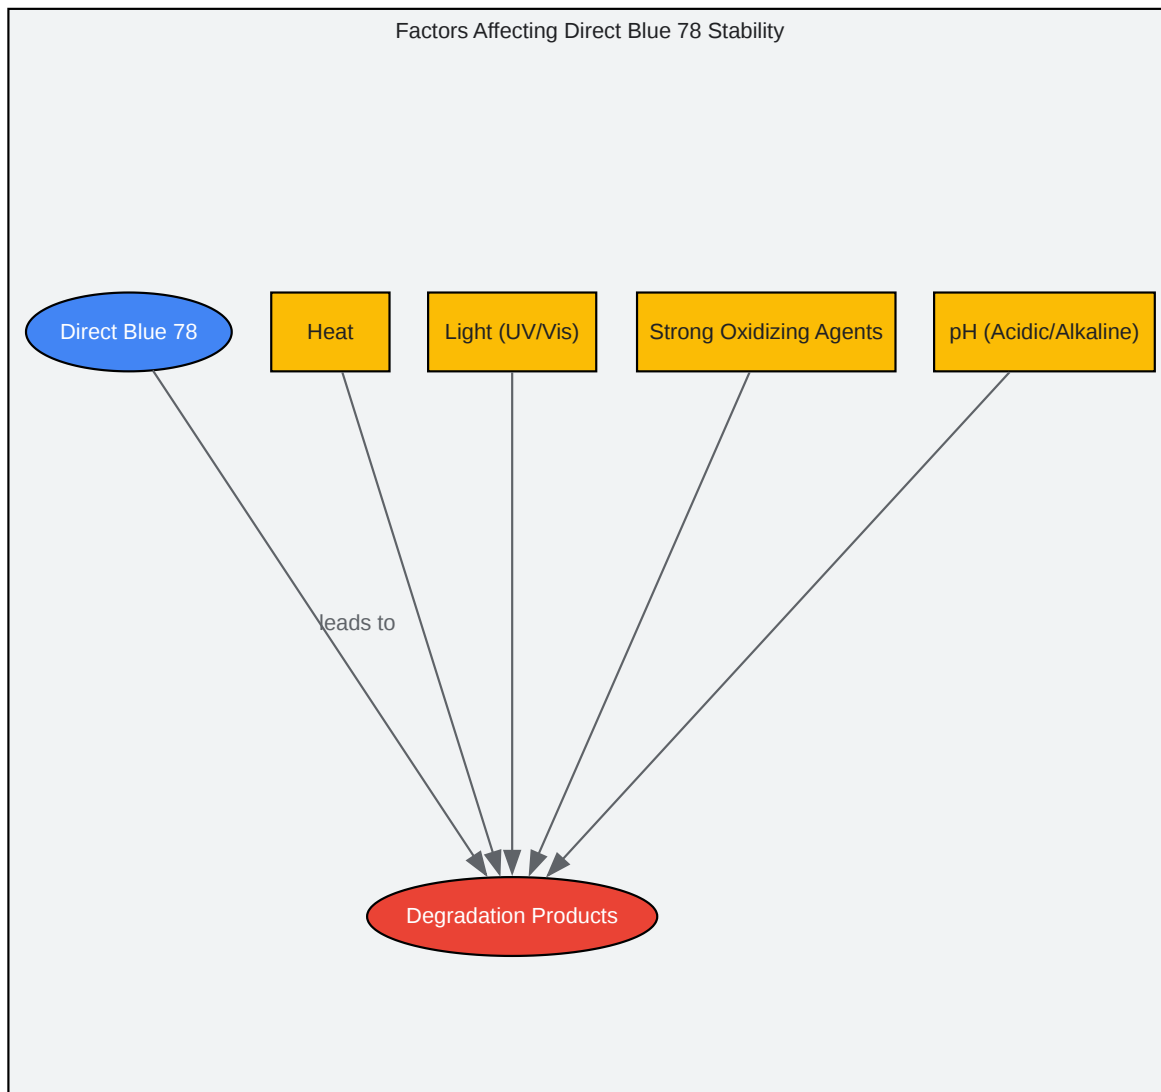 Factors Affecting Direct Blue 78 Stability
Direct Blue 78
Heat
Light (UV/Vis)
Strong Oxidizing Agents
pH (Acidic/Alkaline)
leads to
Degradation Products